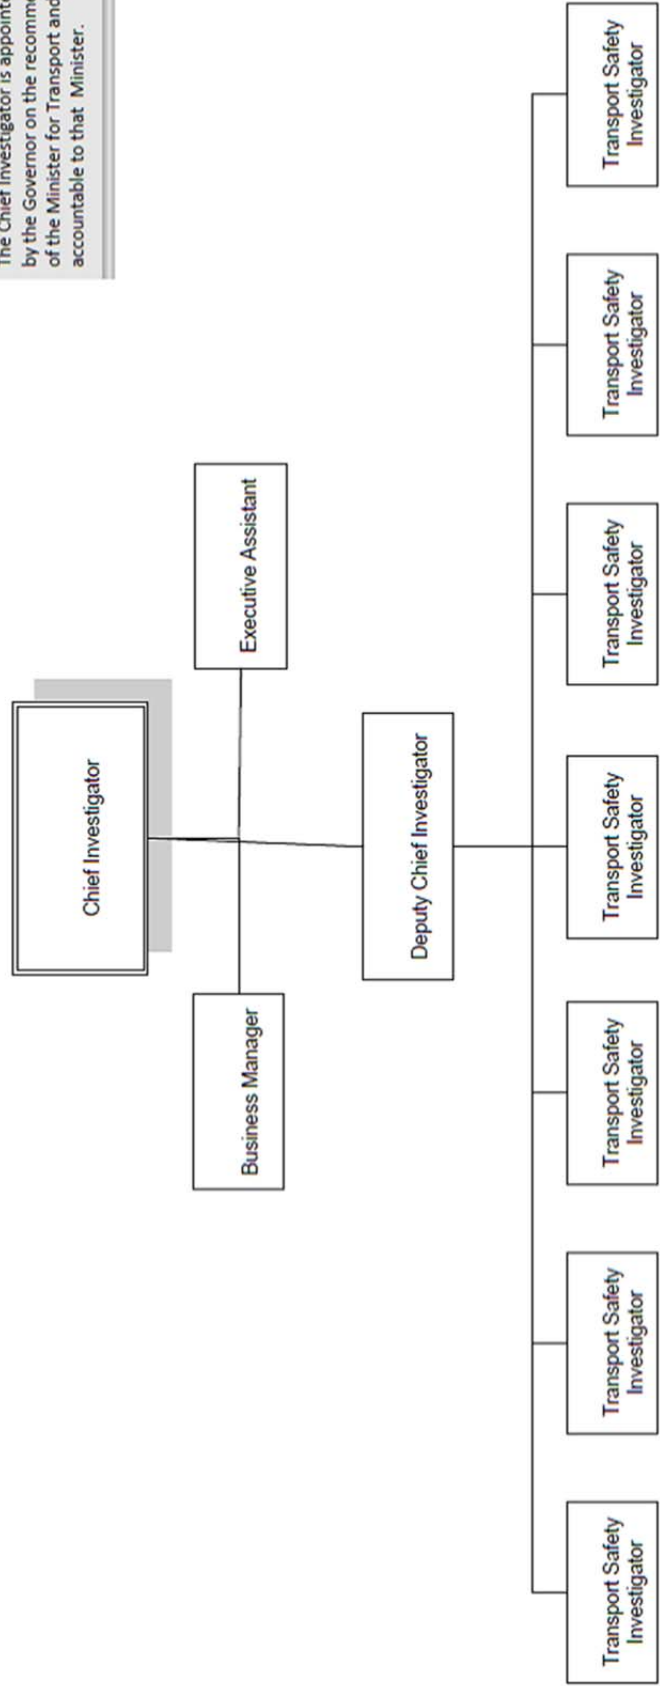 The Chief Investigator is
by the Governor on the
of the Minister for Transport and
accountable to that Minister.
Chief Investigator
Business Manager
Executive Assistant
Deputy Chief Investigator
Transport Safety
Investigator
Transport Safety
Investigator
Transport Safety
Investigator
Transport Safety
Investigator
Transport Safety
Investigator
Transport Safety
Investigator
Transport Safety
Investigator